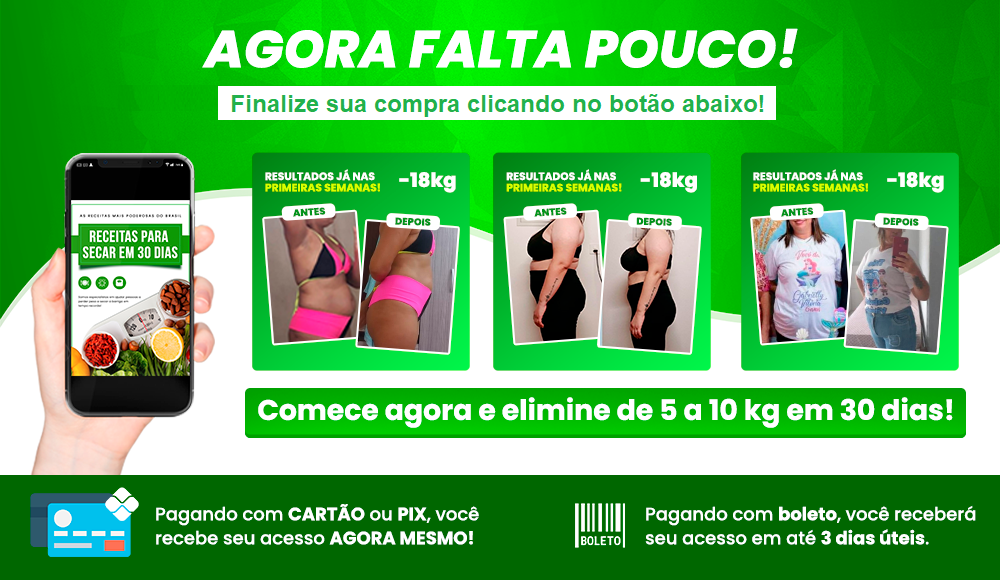 AGORA FALTA POUCO!
Finalize sua compra clicando no botão abaixo!
AS RECEITAS MAIS PODEROSAS DO BRASIL
RECEITAS PARA
SECAR EM 30 DIAS
RESULTADOS JÁ NAS
PRIMEIRAS SEMANAS!
-18kg
ANTES
DEPOIS
RESULTADOS JÁ NAS
PRIMEIRAS SEMANAS!
-18kg
ANTES
DEPOIS
RESULTADOS JÁ NAS
PRIMEIRAS SEMANAS!
-18kg
ANTES
DEPOIS
Comece agora e elimine de 5 a 10 kg em 30 dias!
Pagando com CARTÃO ou PIX, você
recebe seu acesso AGORA MESMO!
BOLETO
Pagando com boleto, você receberá
seu acesso em até 3 dias úteis.